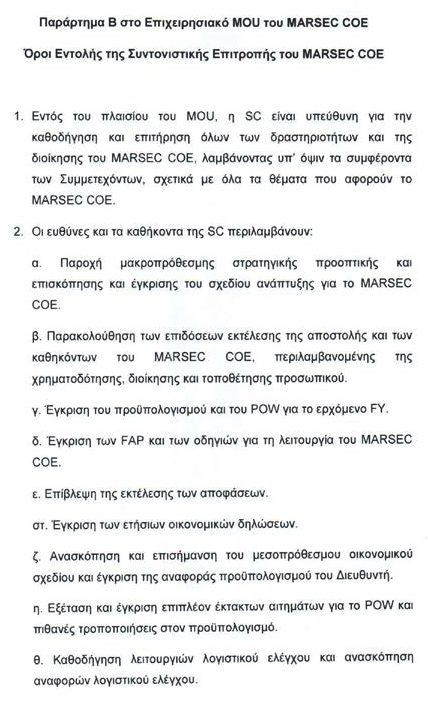 Παράρτημα Β στο Επιχειρησιακό MOU του MARSEC COE
Όροι Εντολής της Συντονιστικής Επιτροπής του MARSEC COE
1. Εντός του πλαισίου του MOU, η SC είναι υπεύθυνη για την
καθοδήγηση και επιτήρηση όλων των δραστηριοτήτων και της
διοίκησης του MARSEC COE, λαμβάνοντας υπ' όψιν τα συμφέροντα
των Συμμετεχόντων, σχετικά με όλα τα θέματα που αφορούν το
MARSEC COE.
2. Οι ευθύνες και τα καθήκοντα της SC περιλαμβάνουν:
α. Παροχή μακροπρόθεσμης στρατηγικής προοπτικής και
επισκόπησης και έγκρισης του σχεδίου ανάπτυξης για το MARSEC
COE.
β. Παρακολούθηση των επιδόσεων εκτέλεσης της αποστολής και των
καθηκόντων του MARSEC COE, περιλαμβανομένης της
χρηματοδότησης, διοίκησης και τοποθέτησης προσωπικού.
γ. Έγκριση του προϋπολογισμού και του POW για το ερχόμενο FY.
δ. Έγκριση των FAP και των οδηγιών για τη λειτουργία του MARSEC
COE.
ε. Επίβλεψη της εκτέλεσης των αποφάσεων.
στ. Έγκριση των ετήσιων οικονομικών δηλώσεων.
ζ. Ανασκόπηση και επισήμανση του μεσοπρόθεσμου οικονομικού
σχεδίου και έγκριση της αναφοράς προϋπολογισμού του Διευθυντή.
η. Εξέταση και έγκριση επιπλέον έκτακτων αιτημάτων για το POW και
πιθανές τροποποιήσεις στον προϋπολογισμό.
θ. Καθοδήγηση λειτουργιών λογιστικού ελέγχου και ανασκόπηση
αναφορών λογιστικού ελέγχου.